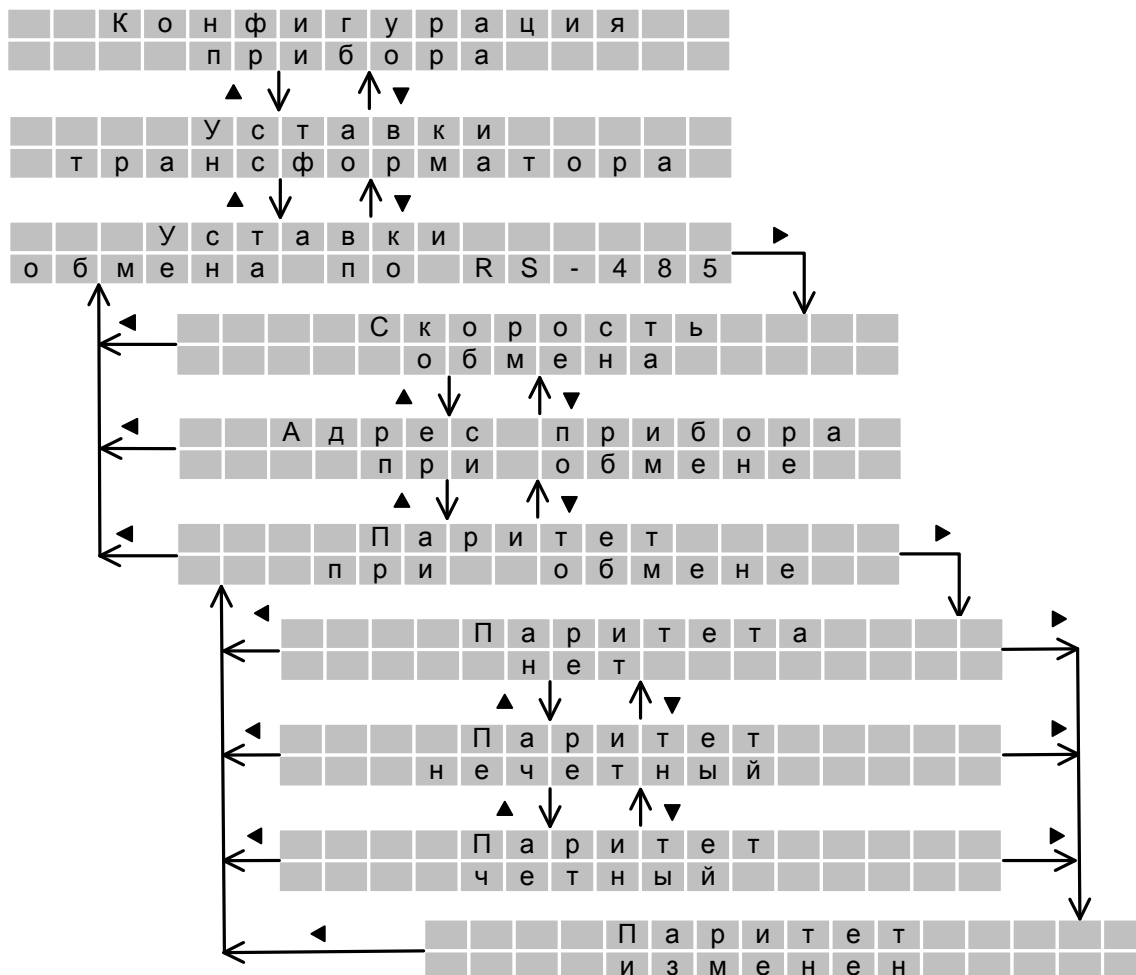 Конфигурация
прибора
Уставки
трансформатора
Уставки
обмена по RS-485
Скорость
обмена
Адрес прибора
при обмене
Паритет
при обмене
Паритета
нет
Паритет
нечетный
Паритет
четный
Паритет
изменен